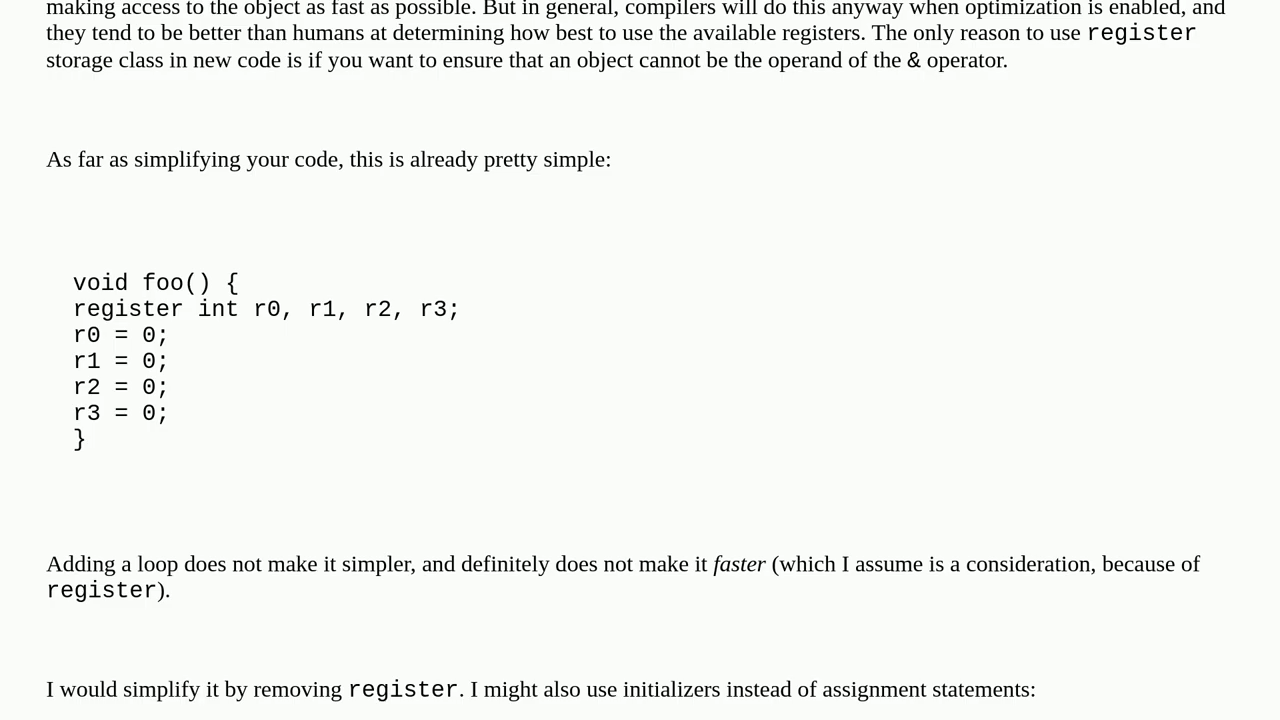 making access to the object as fast as possible. But in general, compilers will do this anyway when optimization is enabled, and
they tend to be better than humans at determining how best to use the available registers. The only reason to use register
storage class in new code is if you want to ensure that an object cannot be the operand of the & operator.
As far as simplifying your code, this is already pretty simple:
void foo() {
register int r0, r1, r2, r3;
r0 = 0;
r1 = 0;
r2 = 0;
r3 = 0;
}
Adding a loop does not make it simpler, and definitely does not make it faster (which I assume is a consideration, because of
register).
I would simplify it by removing register. I might also use initializers instead of assignment statements: